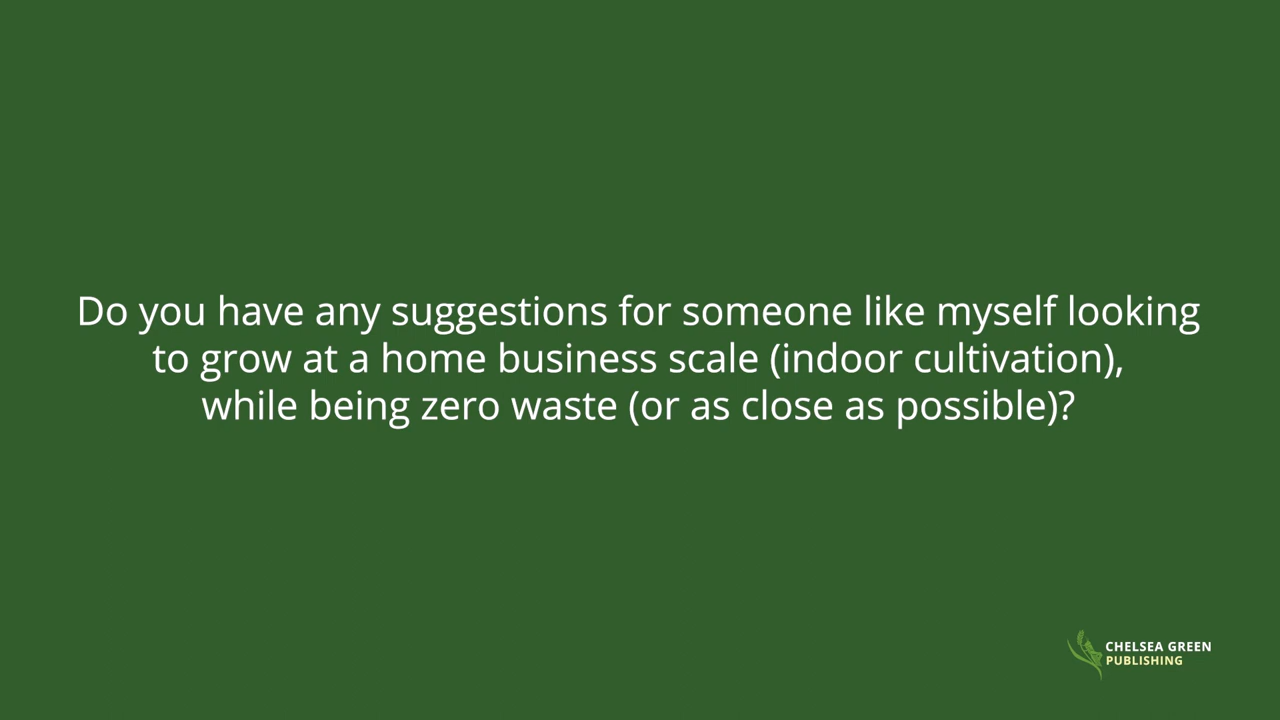 Do you have any suggestions for someone like myself looking
to grow at a home business scale (indoor cultivation),
while being zero waste (or as close as possible)?
CHELSEA GREEN
PUBLISHING